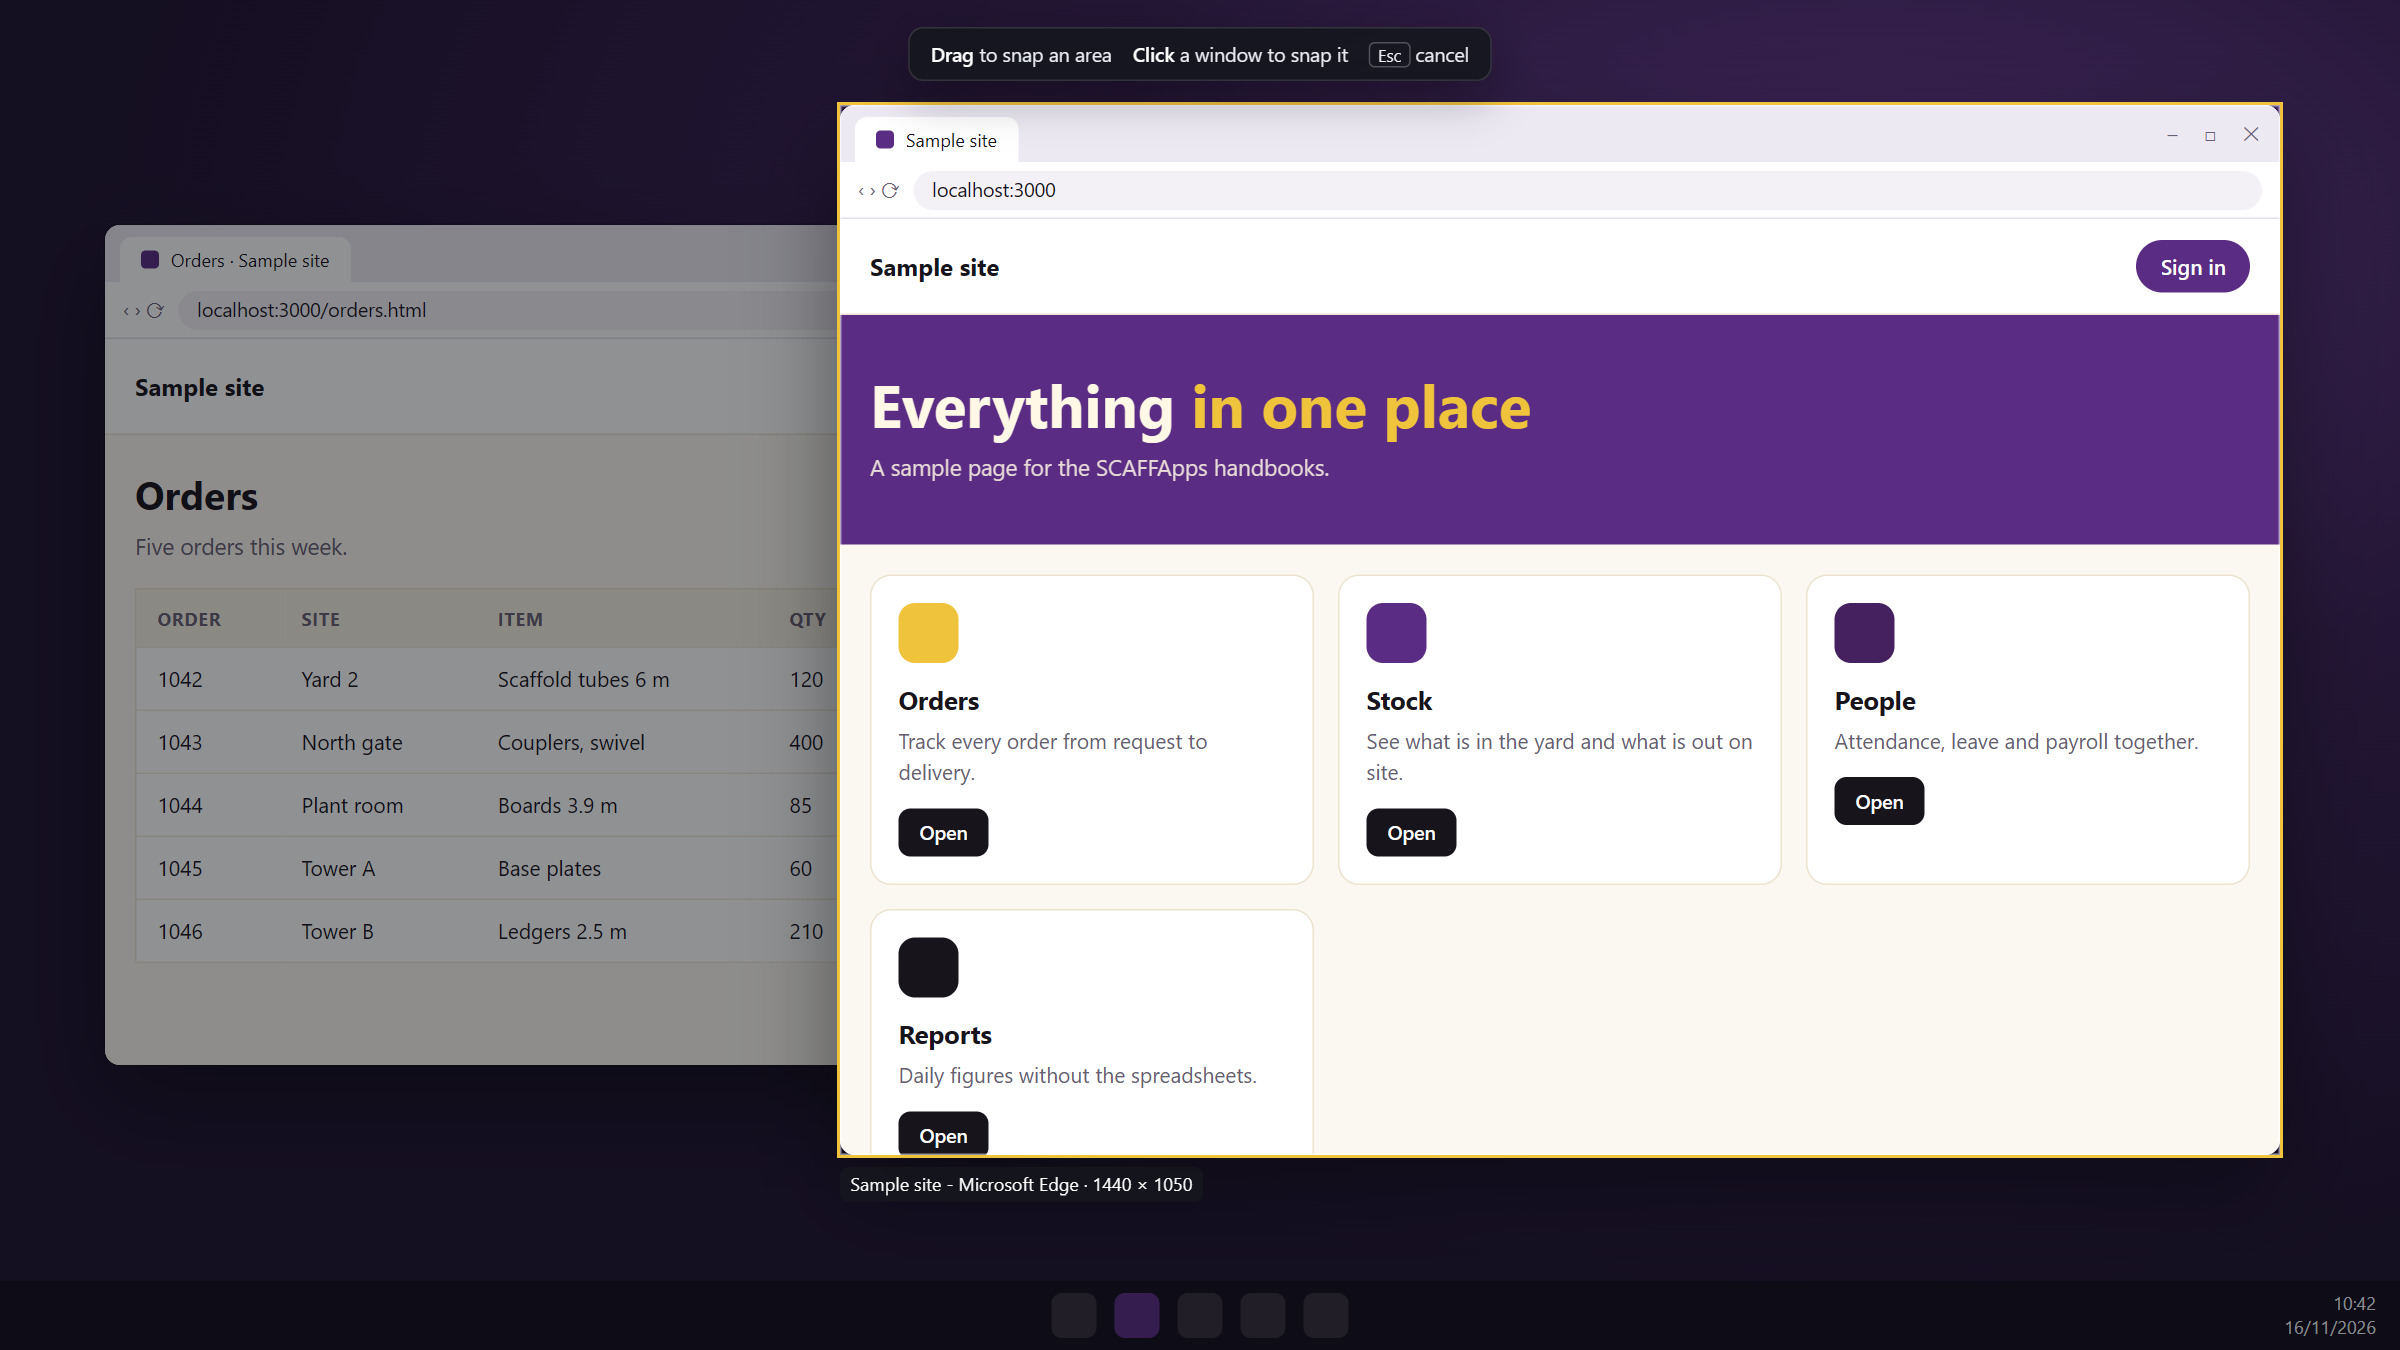 Drag to snap an area Click a window to snap it Esc cancel
Orders · Sample site
localhost:3000/orders.html
Sample site
Orders
Five orders this week.
ORDER SITE ITEM QTY
1042 Yard 2 Scaffold tubes 6 m 120
1043 North gate Couplers, swivel 400
1044 Plant room Boards 3.9 m 85
1045 Tower A Base plates 60
1046 Tower B Ledgers 2.5 m 210
Sample site
localhost:3000
Sample site
Sign in
Everything in one place
A sample page for the SCAFFApps handbooks.
Orders
Track every order from request to
delivery.
Open
Stock
See what is in the yard and what is out on
site.
Open
People
Attendance, leave and payroll together.
Open
Reports
Daily figures without the spreadsheets.
Open
Sample site - Microsoft Edge · 1440 × 1050
10:42
16/11/2026